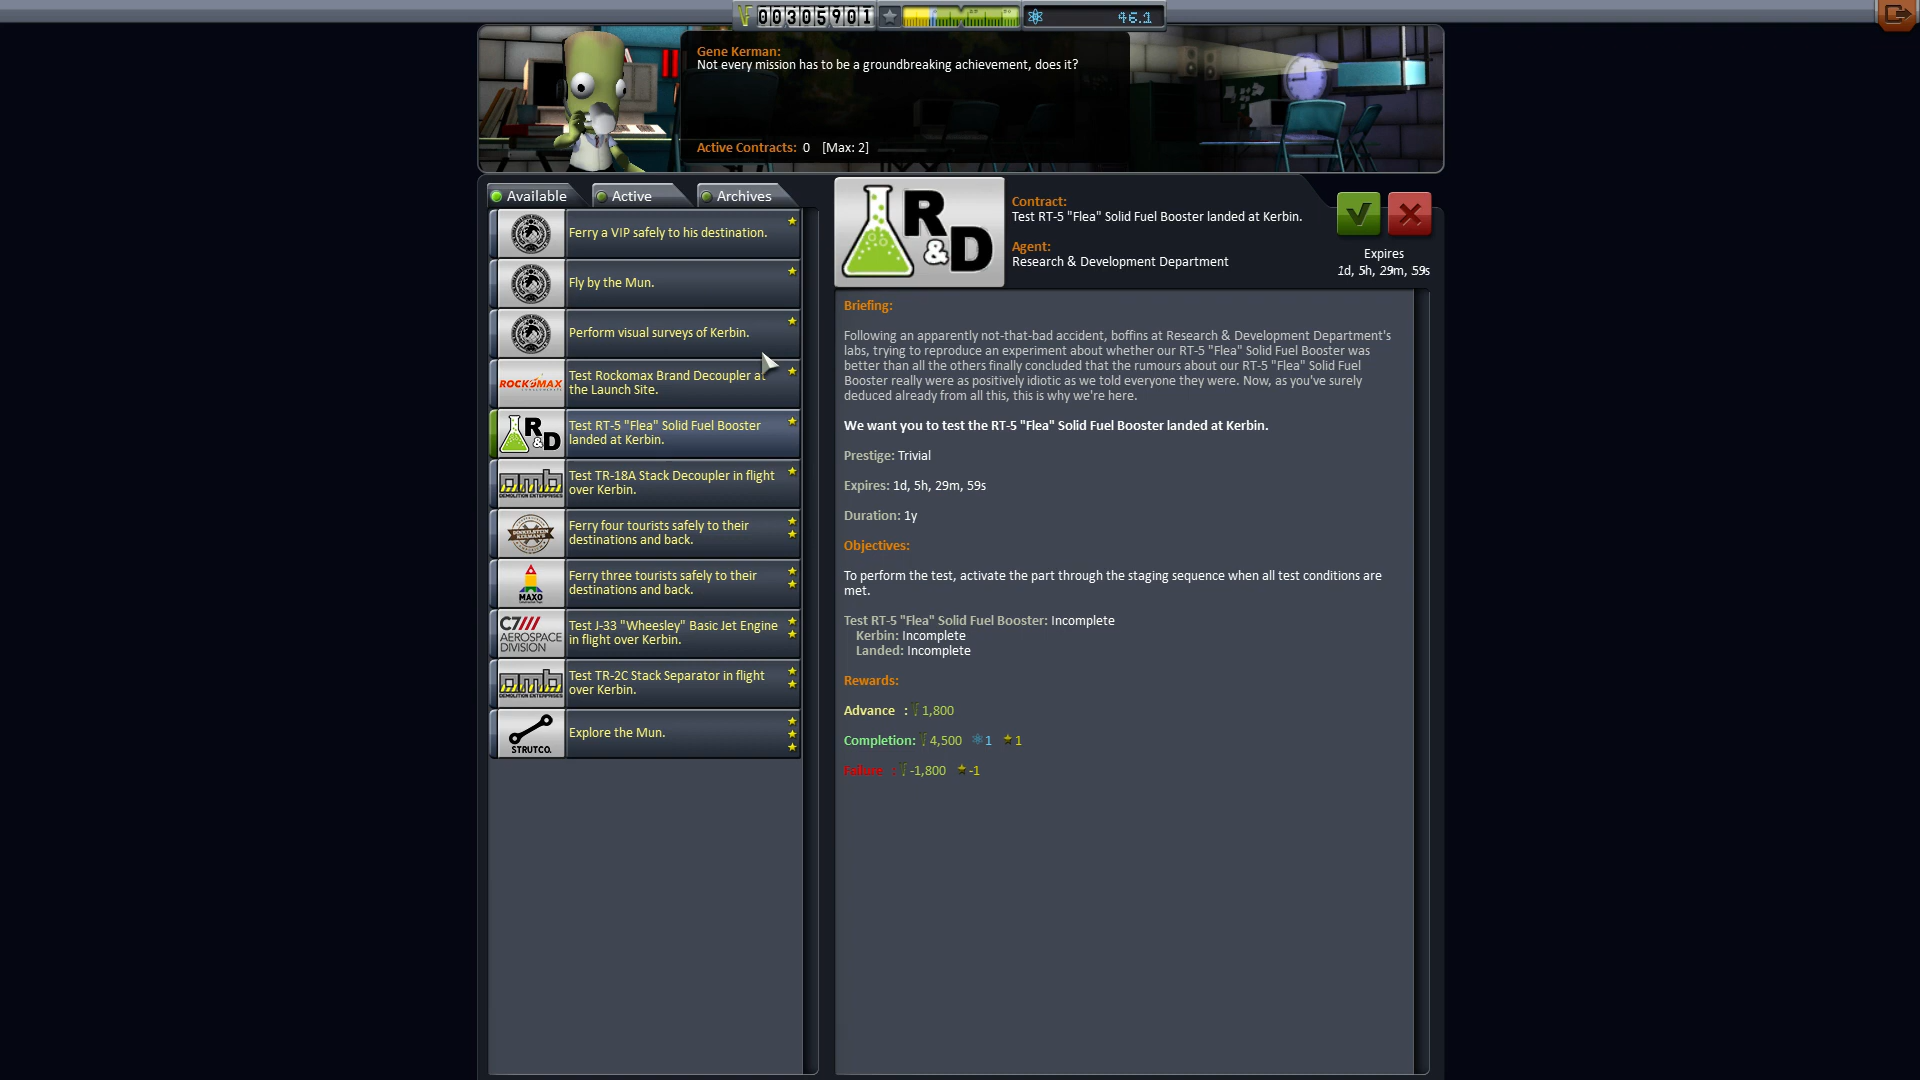 00305901
46.1
Gene Kerman:
Not every mission has to be a groundbreaking achievement, does it?
Active Contracts: 0 [Max: 2]
Available
Active
Archives
Ferry a VIP safely to his destination.
Fly by the Mun.
Perform visual surveys of Kerbin.
ROCKOMAX
Test Rockomax Brand Decoupler at
the Launch Site.
R&D
Test RT-5 "Flea" Solid Fuel Booster
landed at Kerbin.
OMB
DEMOLITION ENTERPRISES
Test TR-18A Stack Decoupler in flight
over Kerbin.
Ferry four tourists safely to their
destinations and back.
MAXO
Ferry three tourists safely to their
destinations and back.
C7///
AEROSPACE
DIVISION
Test J-33 "Wheesley" Basic Jet Engine
in flight over Kerbin.
OMB
DEMOLITION ENTERPRISES
Test TR-2C Stack Separator in flight
over Kerbin.
STRUTCO.
Explore the Mun.
R&D
Contract:
Test RT-5 "Flea" Solid Fuel Booster landed at Kerbin.
Agent:
Research & Development Department
Expires
1d, 5h, 29m, 59s
Briefing:
Following an apparently not-that-bad accident, boffins at Research & Development Department's
labs, trying to reproduce an experiment about whether our RT-5 "Flea" Solid Fuel Booster was
better than all the others finally concluded that the rumours about our RT-5 "Flea" Solid Fuel
Booster really were as positively idiotic as we told everyone they were. Now, as you've surely
deduced already from all this, this is why we're here.
We want you to test the RT-5 "Flea" Solid Fuel Booster landed at Kerbin.
Prestige: Trivial
Expires: 1d, 5h, 29m, 59s
Duration: 1y
Objectives:
To perform the test, activate the part through the staging sequence when all test conditions are
met.
Test RT-5 "Flea" Solid Fuel Booster: Incomplete
Kerbin: Incomplete
Landed: Incomplete
Rewards:
Advance : 1,800
Completion: 4,500 1 1
Failure : -1,800 -1